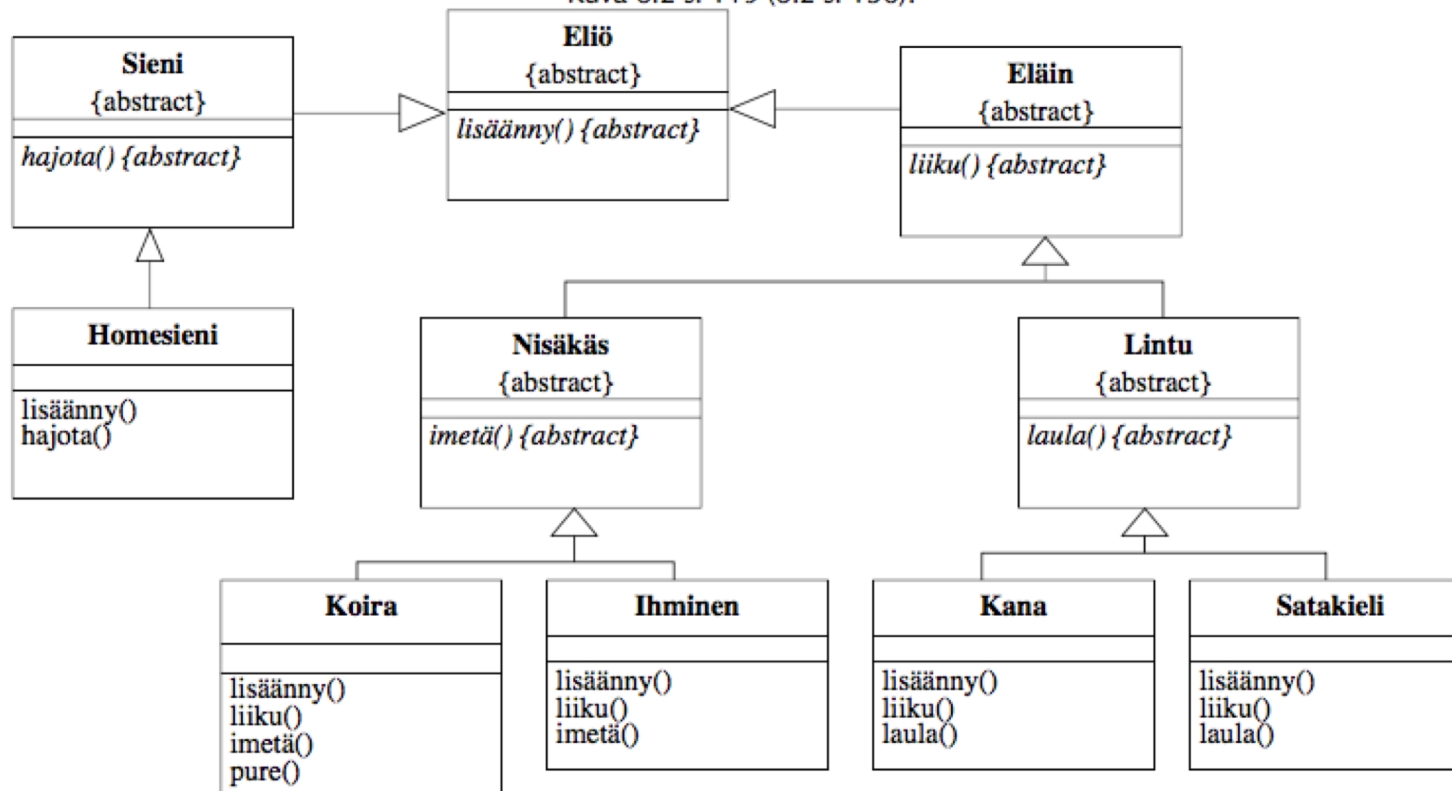 Eliö
{abstract}
lisäänny() {abstract}
Sieni
{abstract}
hajota() {abstract}
Eläin
{abstract}
liiku() {abstract}
Homesieni
lisäänny()
hajota()
Nisäkäs
{abstract}
imetä() {abstract}
Lintu
{abstract}
laula() {abstract}
Koira
lisäänny()
liiku()
imetä()
pure()
Ihminen
lisäänny()
liiku()
imetä()
Kana
lisäänny()
liiku()
laula()
Satakieli
lisäänny()
liiku()
laula()